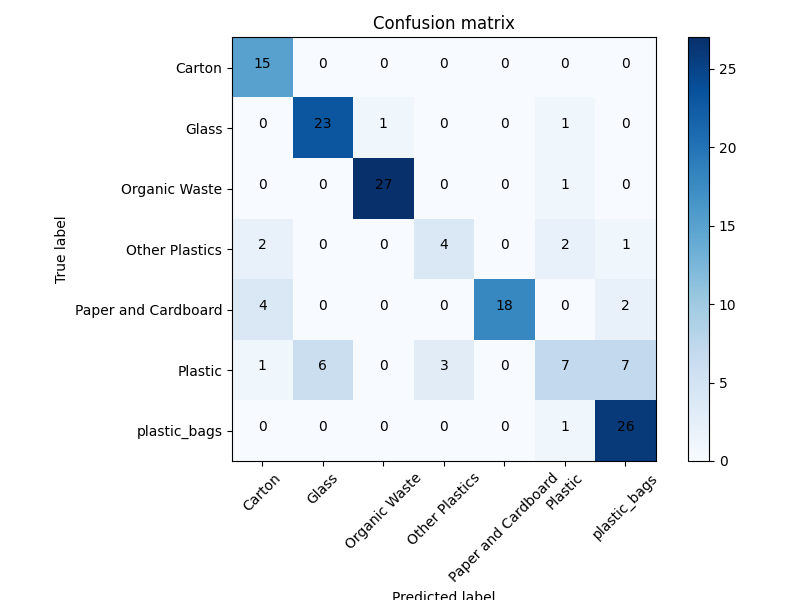 Confusion matrix
Carton 15 0 0 0 0 0 0
Glass 0 23 1 0 0 1 0
Organic Waste 0 0 27 0 0 1 0
Other Plastics 2 0 0 4 0 2 1
Paper and Cardboard 4 0 0 0 18 0 2
Plastic 1 6 0 3 0 7 7
plastic_bags 0 0 0 0 0 1 26
True label
Carton Glass Organic Waste Other Plastics Paper and Cardboard Plastic plastic_bags
Predicted label
25
20
15
10
5
0